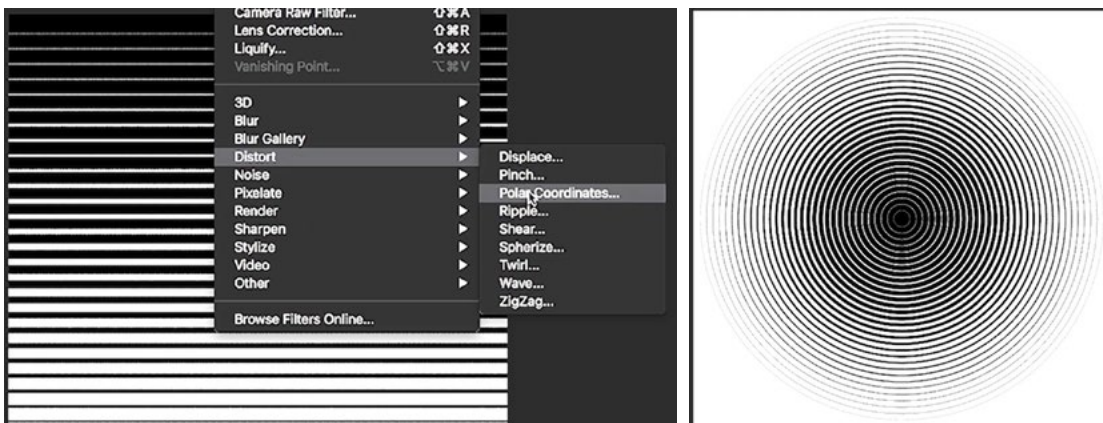 Camera Raw Filter... ⇧⌘A
Lens Correction... ⇧⌘R
Liquify... ⇧⌘X
Vanishing Point... ⌥⌘V
3D ▶
Blur ▶
Blur Gallery ▶
Distort ▶
Noise ▶
Pixelate ▶
Render ▶
Sharpen ▶
Stylize ▶
Video ▶
Other ▶
Browse Filters Online...
Displace...
Pinch...
Polar Coordinates...
Ripple...
Shear...
Spherize...
Twirl...
Wave...
ZigZag...